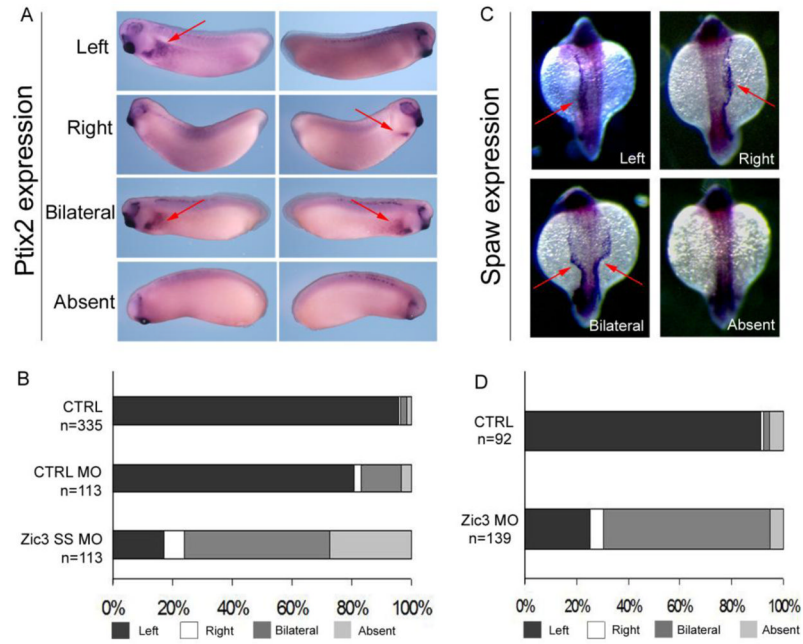 A
Ptix2 expression
Left
Right
Bilateral
Absent
C
Spaw expression
Left
Right
Bilateral
Absent
B
CTRL
n=335
CTRL MO
n=113
Zic3 SS MO
n=113
0% 20% 40% 60% 80% 100%
Left Right Bilateral Absent
D
CTRL
n=92
Zic3 MO
n=139
0% 20% 40% 60% 80% 100%
Left Right Bilateral Absent